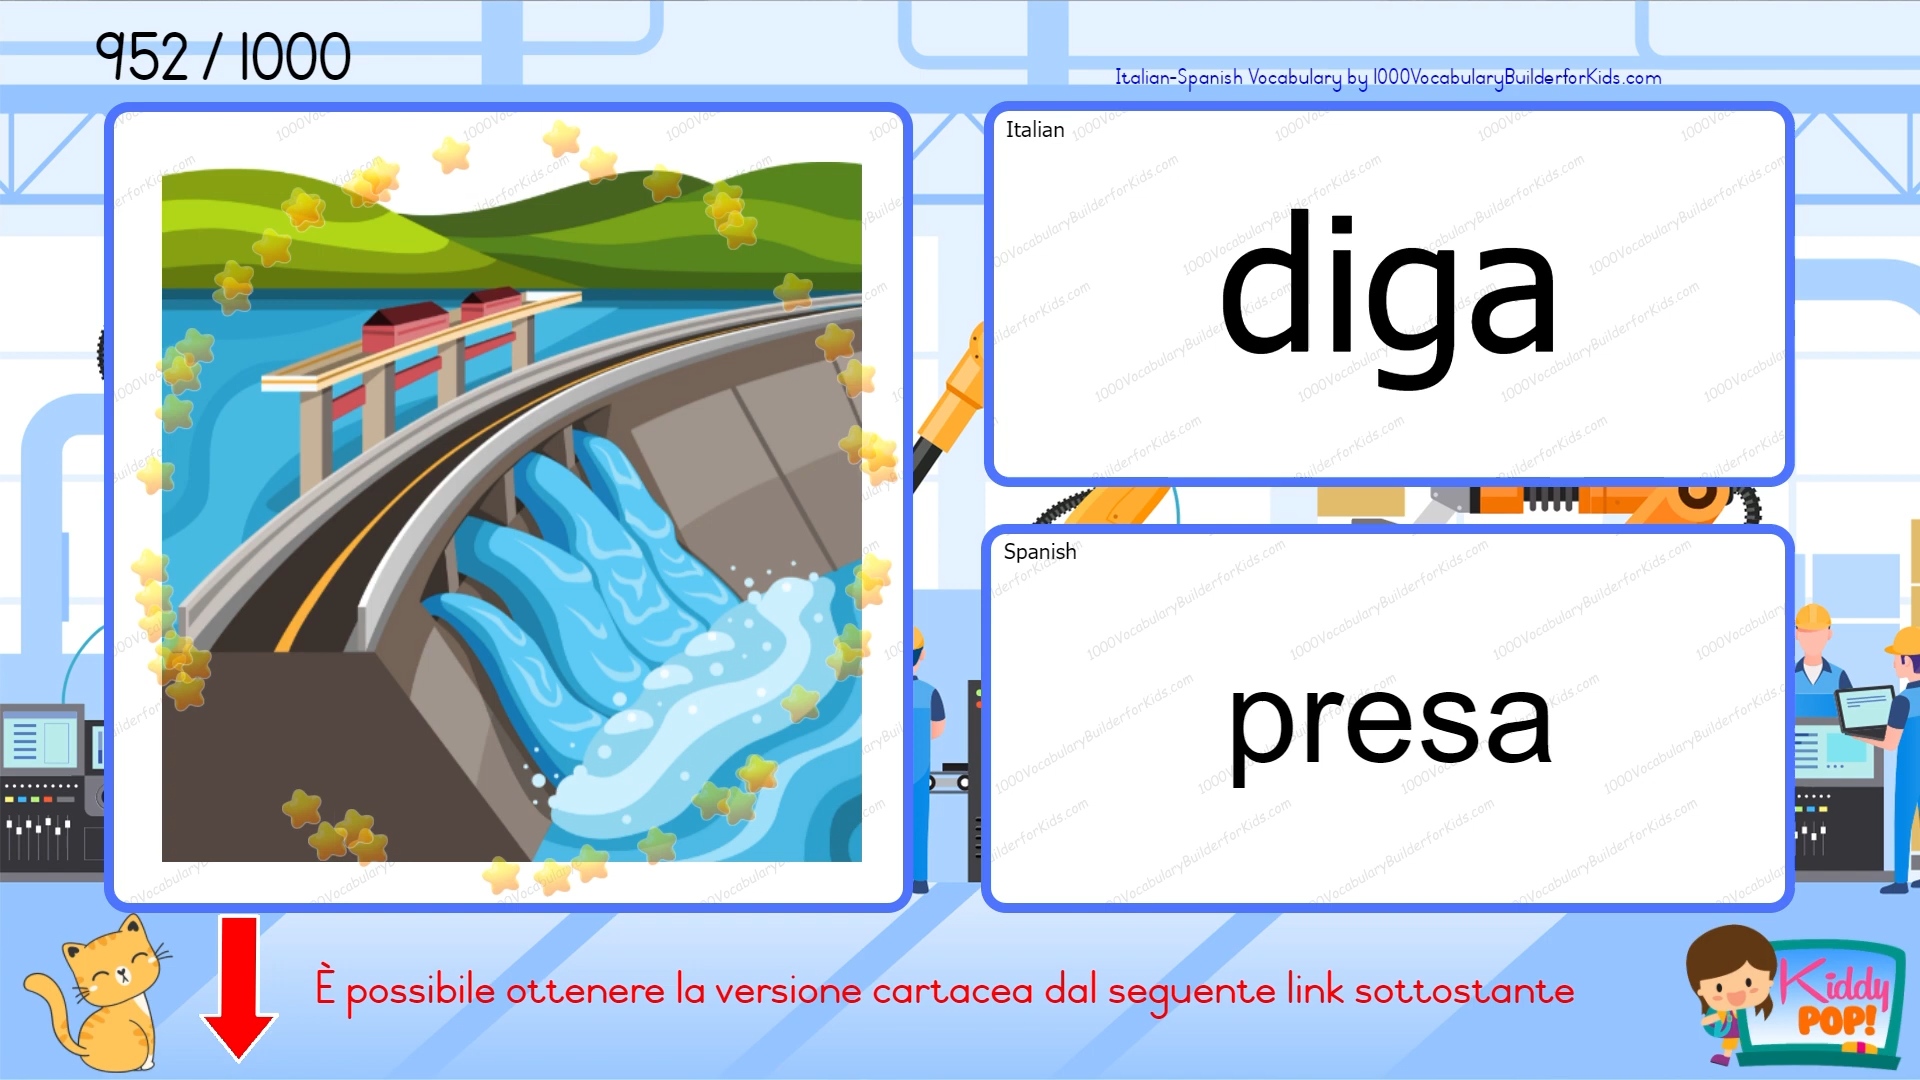 952 / 1000
Italian-Spanish Vocabulary by 1000VocabularyBuilderforKids.com
Italian
diga
Spanish
presa
È possibile ottenere la versione cartacea dal seguente link sottostante
Kiddy
POP!